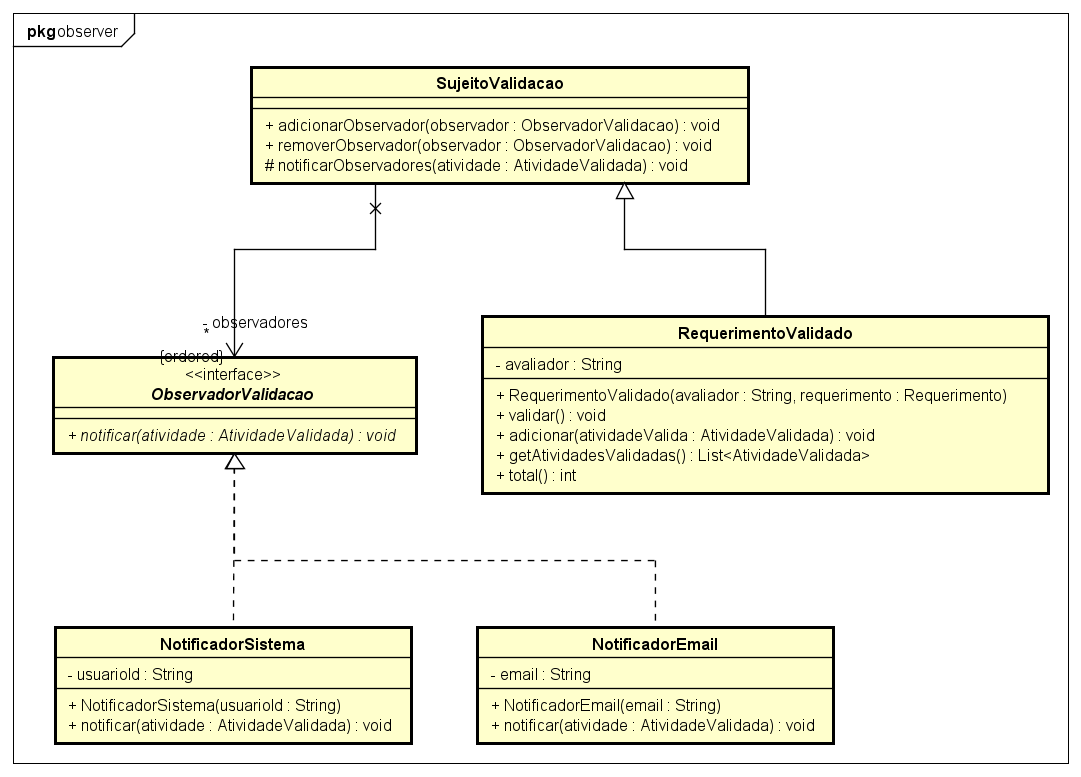 pkg observer
SujeitoValidacao
+ adicionarObservador(observador : ObservadorValidacao) : void
+ removerObservador(observador : ObservadorValidacao) : void
# notificarObservadores(atividade : AtividadeValidada) : void
- observadores
*
{ordered}
<<interface>>
ObservadorValidacao
+ notificar(atividade : AtividadeValidada) : void
RequerimentoValidado
- avaliador : String
+ RequerimentoValidado(avaliador : String, requerimento : Requerimento)
+ validar() : void
+ adicionar(atividadeValida : AtividadeValidada) : void
+ getAtividadesValidadas() : List<AtividadeValidada>
+ total() : int
NotificadorSistema
- usuarioId : String
+ NotificadorSistema(usuarioId : String)
+ notificar(atividade : AtividadeValidada) : void
NotificadorEmail
- email : String
+ NotificadorEmail(email : String)
+ notificar(atividade : AtividadeValidada) : void